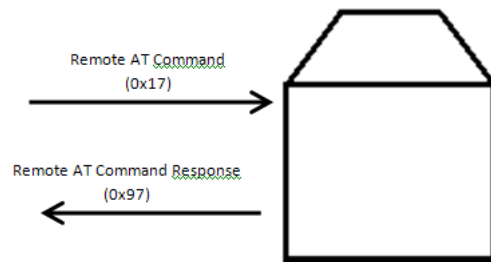 Remote AT Command
(0x17)
Remote AT Command Response
(0x97)